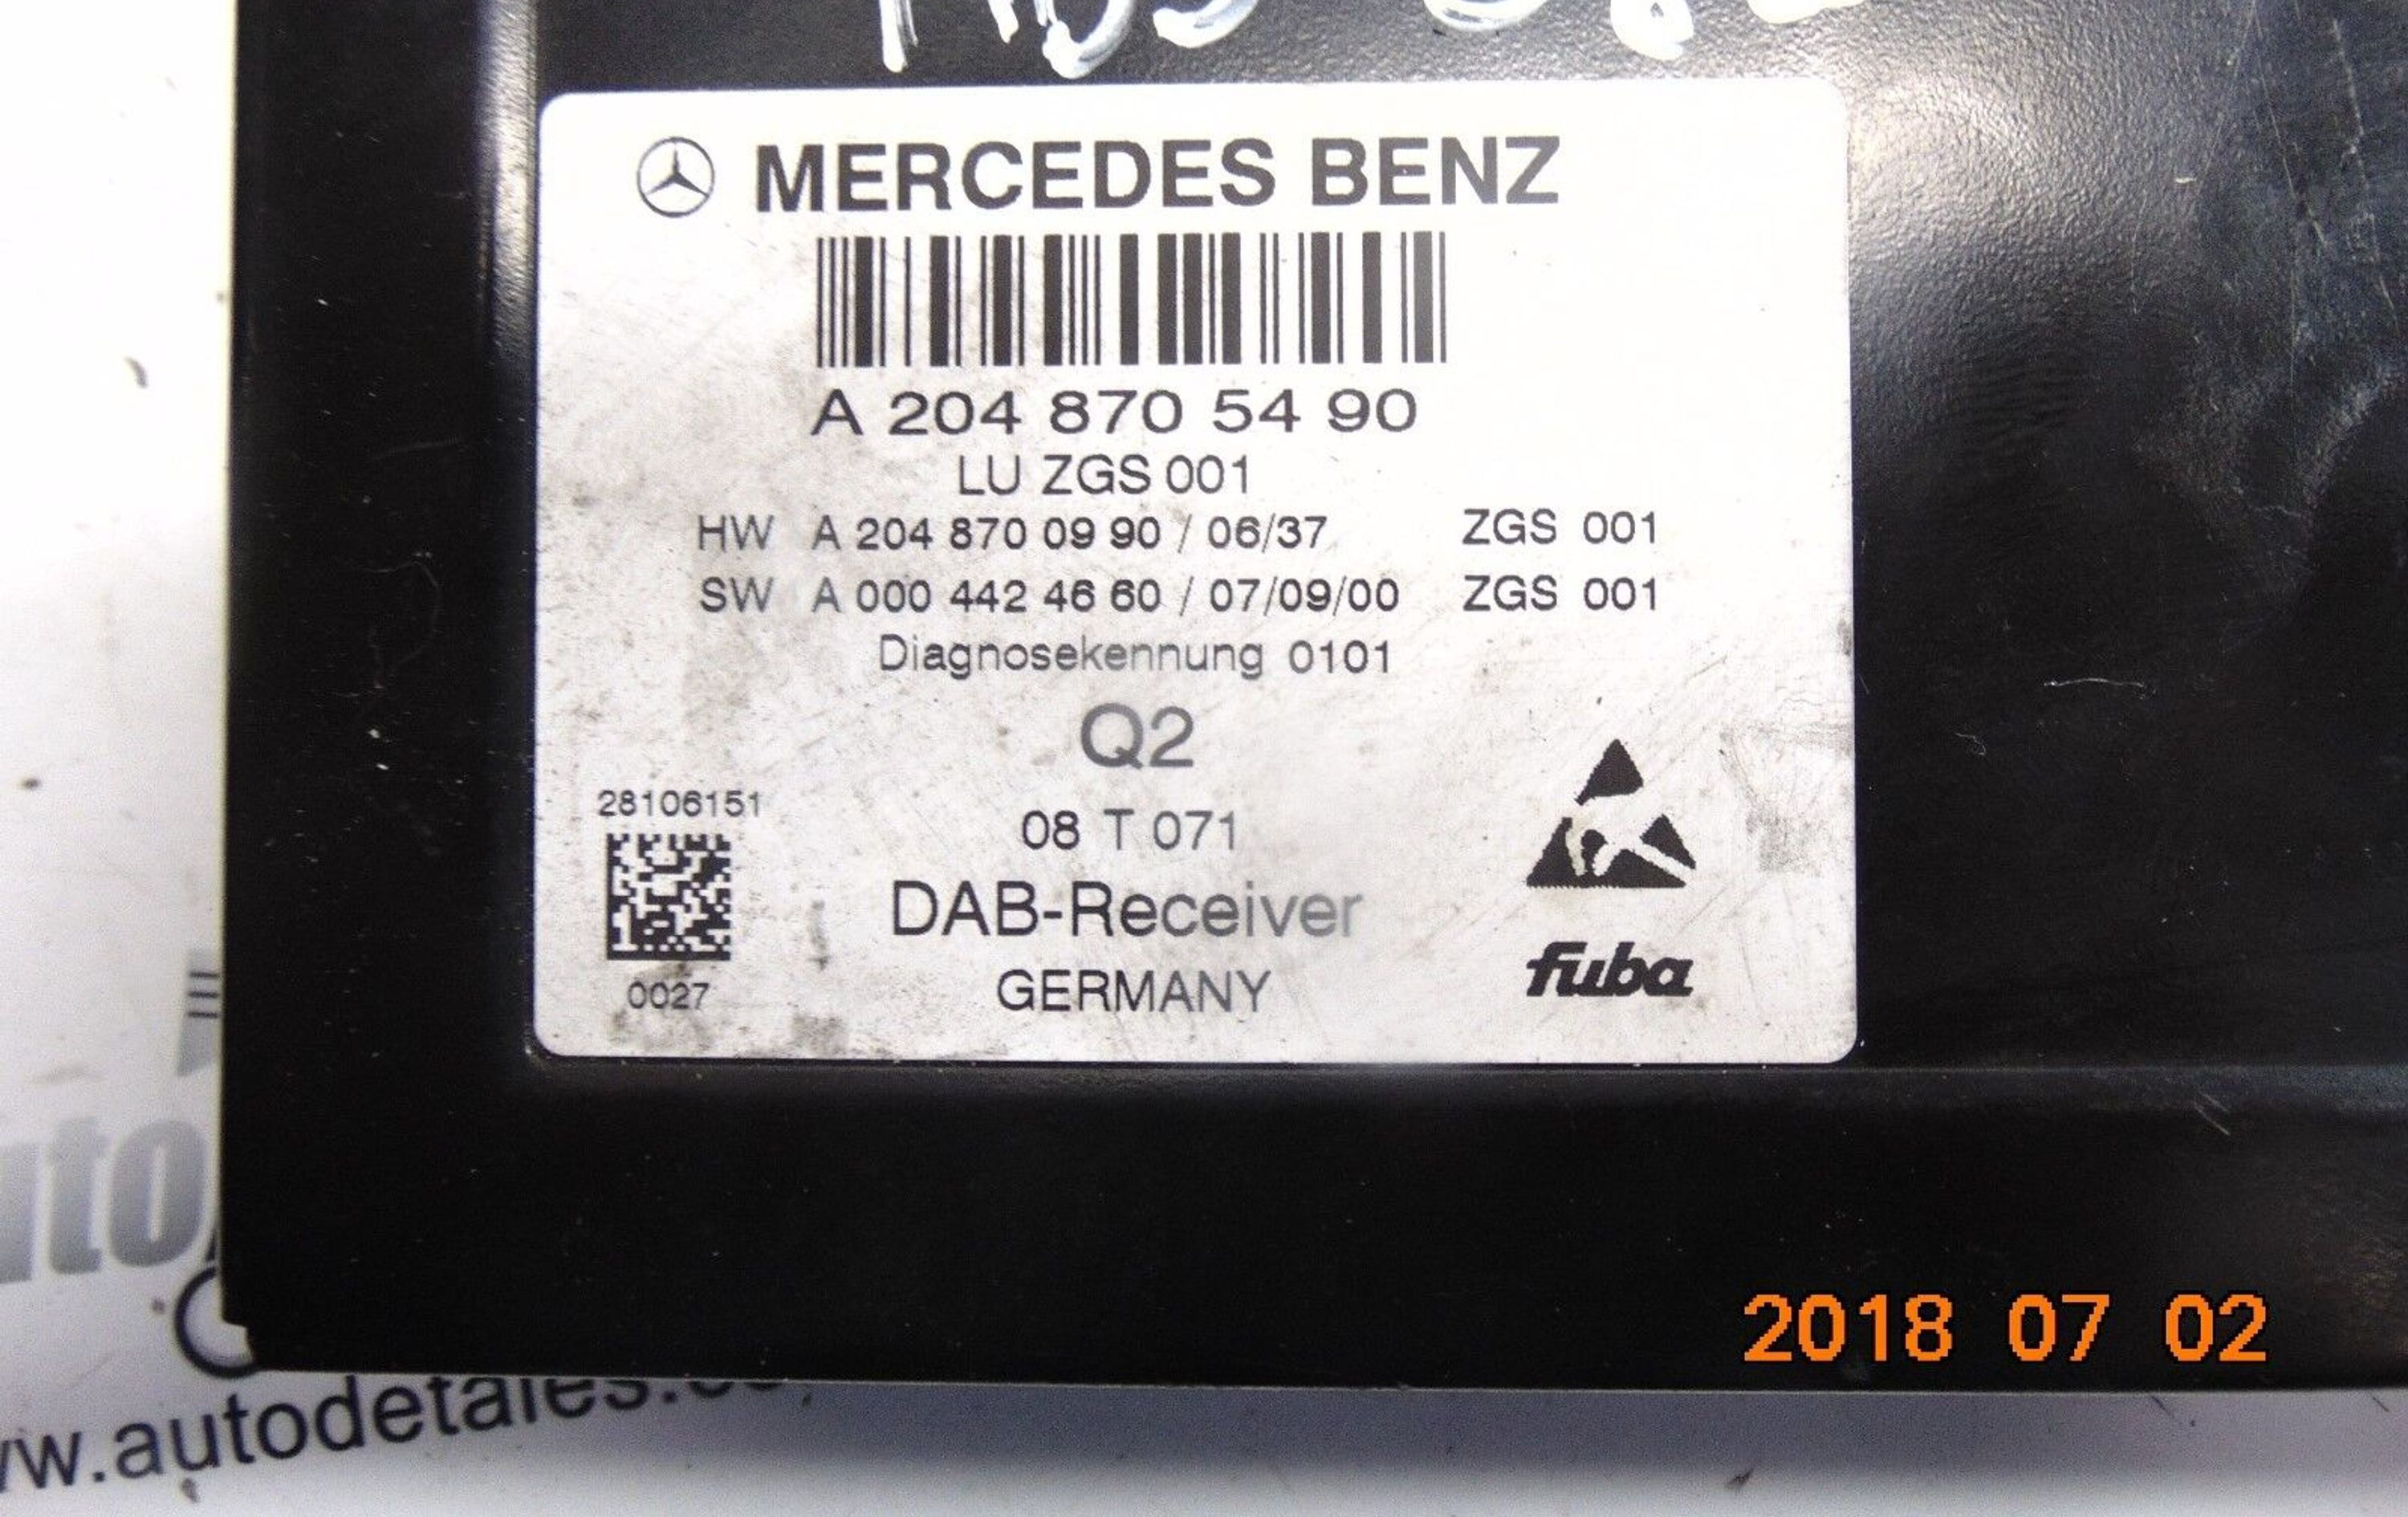 MERCEDES BENZ
A 204 870 54 90
LU ZGS 001
HW A 204 870 09 90 / 06/37 ZGS 001
SW A 000 442 46 60 / 07/09/00 ZGS 001
Diagnosekennung 0101
Q2
28106151
08 T 071
DAB-Receiver
fuba
0027
GERMANY
2018 07 02